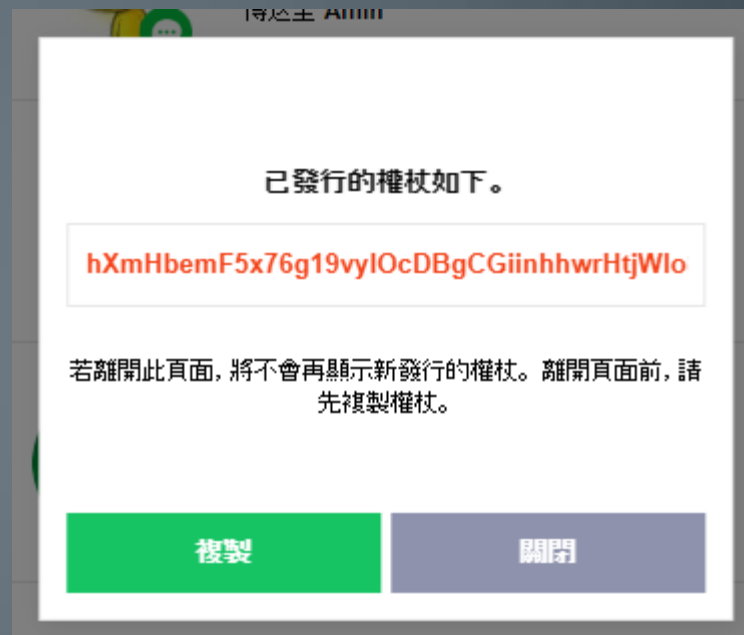 Amin
已發行的權杖如下。
hXmHbemF5x76g19vylOcDBgCGiinhhwrHtjWlo
若離開此頁面，將不會再顯示新發行的權杖。離開頁面前，請
先複製權杖。
複製
關閉